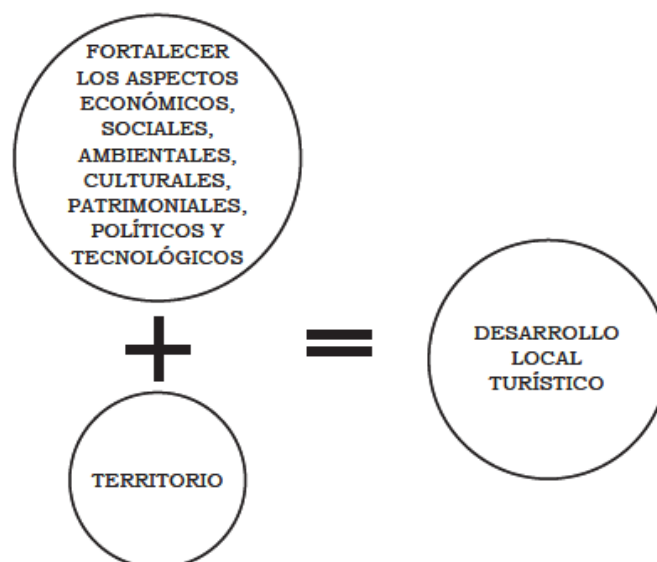 FORTALECER
LOS ASPECTOS
ECONÓMICOS,
SOCIALES,
AMBIENTALES,
CULTURALES,
PATRIMONIALES,
POLÍTICOS Y
TECNOLÓGICOS
+
=
DESARROLLO
LOCAL
TURÍSTICO
TERRITORIO